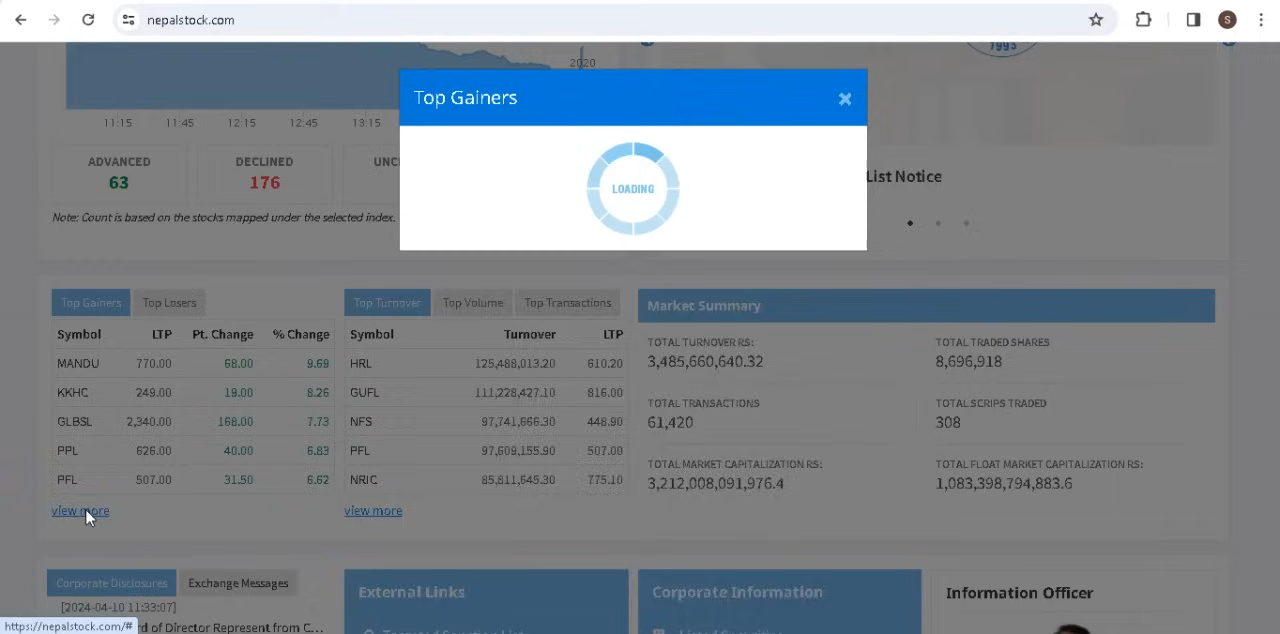 nepalstock.com
S
7993
2020
Top Gainers
×
11:15 11:45 12:15 12:45 13:15
LOADING
ADVANCED
63
DECLINED
176
List Notice
Note: Count is based on the stocks mapped under the selected index.
Top Gainers Top Losers
Symbol LTP Pt. Change % Change
MANDU 770.00 68.00 9.69
KKHC 249.00 19.00 8.26
GLBSL 2,340.00 168.00 7.73
PPL 626.00 40.00 6.83
PFL 507.00 31.50 6.62
view more
Top Turnover Top Volume Top Transactions
Symbol Turnover LTP
HRL 125,488,013.20 610.20
GUFL 111,228,427.10 816.00
NFS 97,741,666.30 448.90
PFL 97,609,155.90 507.00
NRIC 85,811,545.30 775.10
view more
Market Summary
TOTAL TURNOVER RS:
3,485,660,640.32
TOTAL TRADED SHARES
8,696,918
TOTAL TRANSACTIONS
61,420
TOTAL SCRIPS TRADED
308
TOTAL MARKET CAPITALIZATION RS:
3,212,008,091,976.4
TOTAL FLOAT MARKET CAPITALIZATION RS:
1,083,398,794,883.6
Corporate Disclosures Exchange Messages
[2024-04-10 11:33:07]
rd of Director Represent from C...
External Links
Corporate Information
Information Officer
https://nepalstock.com/#